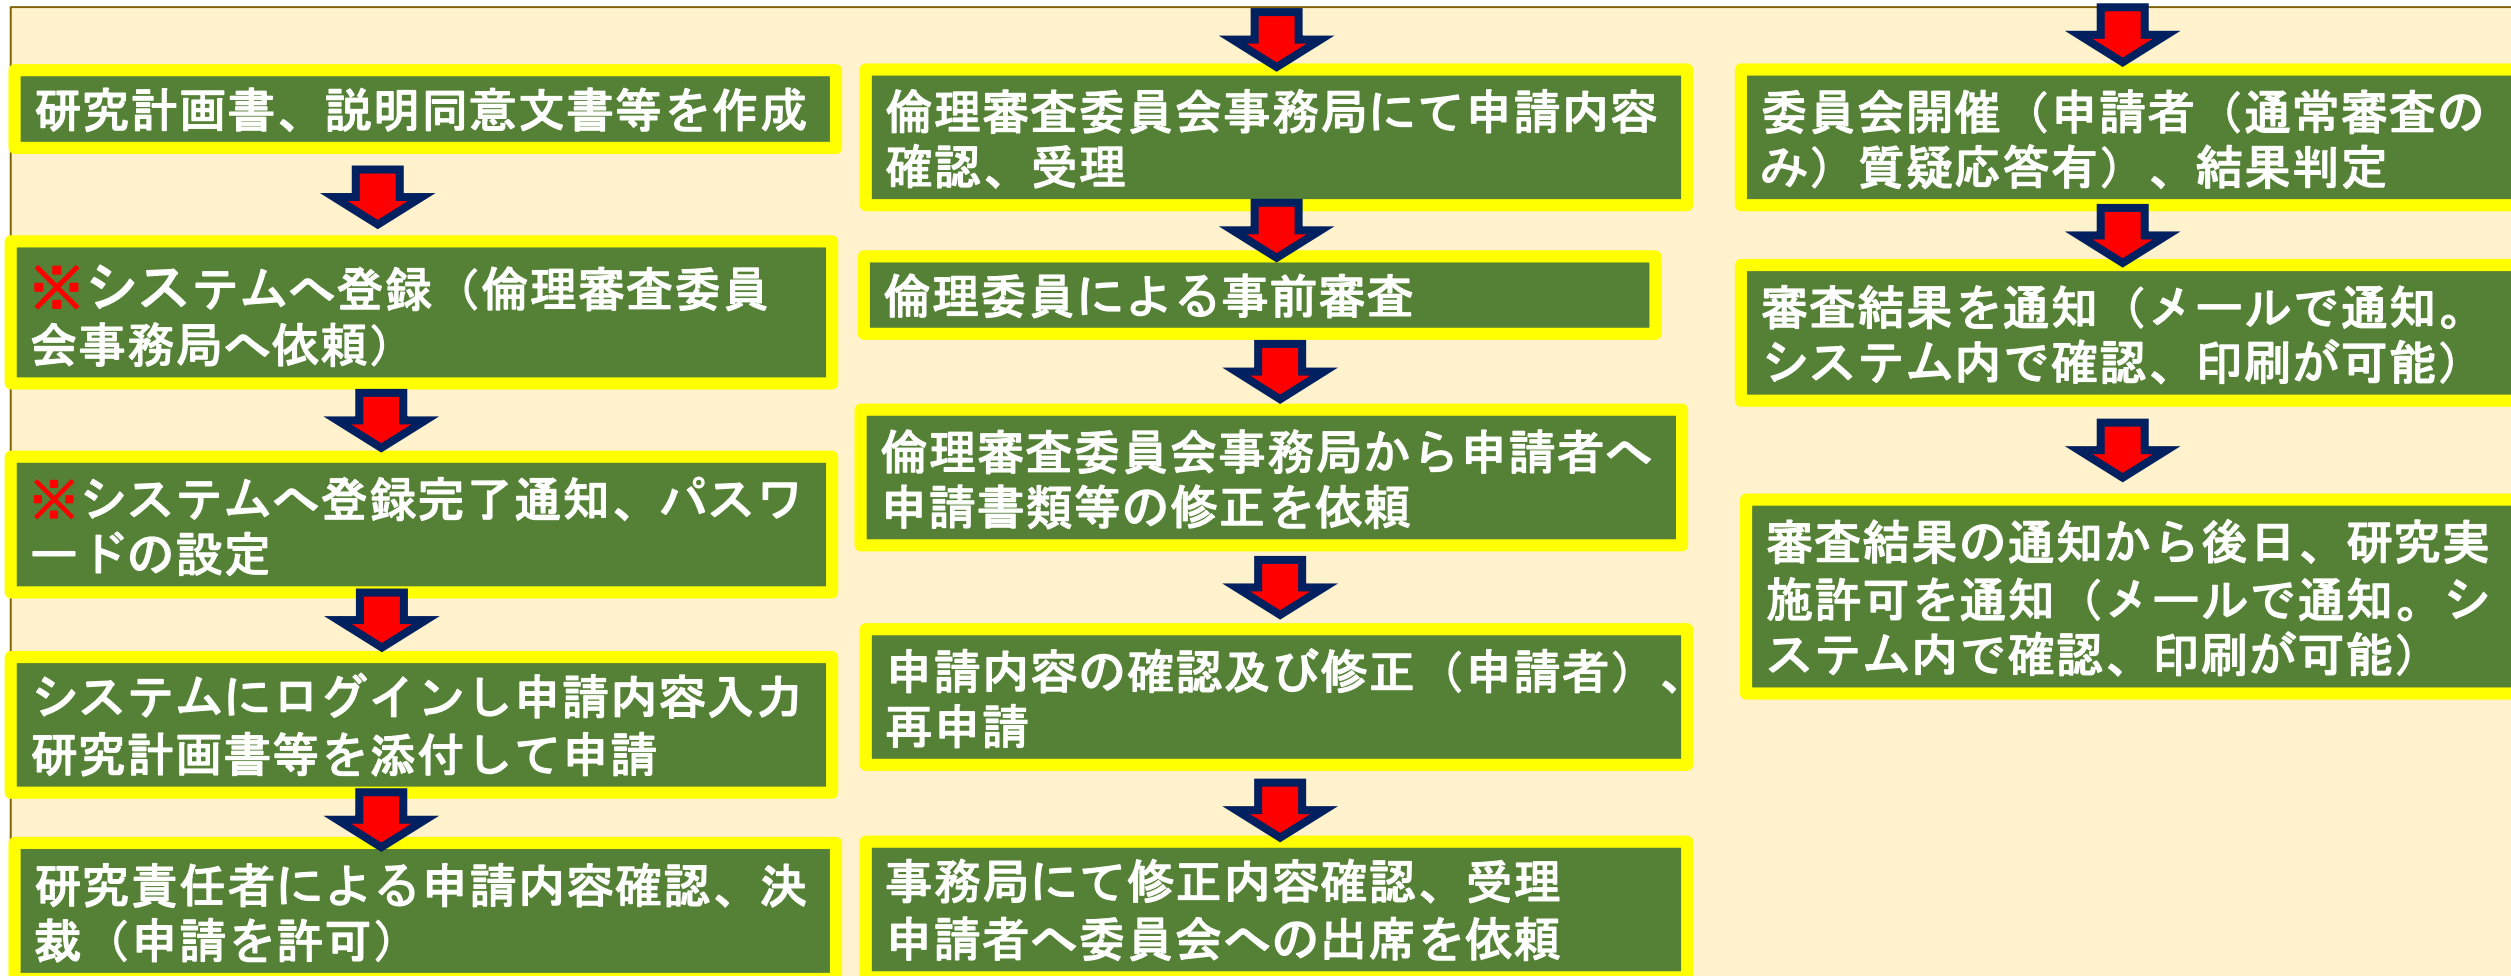 研究計画書、説明同意文書等を作成
※システムへ登録（倫理審査委員
会事務局へ依頼）
※システムへ登録完了通知、パスワ
ードの設定
システムにログインし申請内容入力
研究計画書等を添付して申請
研究責任者による申請内容確認、決
裁（申請を許可）
倫理審査委員会事務局にて申請内容
確認、受理
倫理委員による事前審査
倫理審査委員会事務局から申請者へ
申請書類等の修正を依頼
申請内容の確認及び修正（申請者）、
再申請
事務局にて修正内容確認、受理
申請者へ委員会への出席を依頼
委員会開催（申請者（通常審査の
み）質疑応答有）、結果判定
審査結果を通知（メールで通知。
システム内で確認、印刷が可能）
審査結果の通知から後日、研究実
施許可を通知（メールで通知。シ
ステム内で確認、印刷が可能）